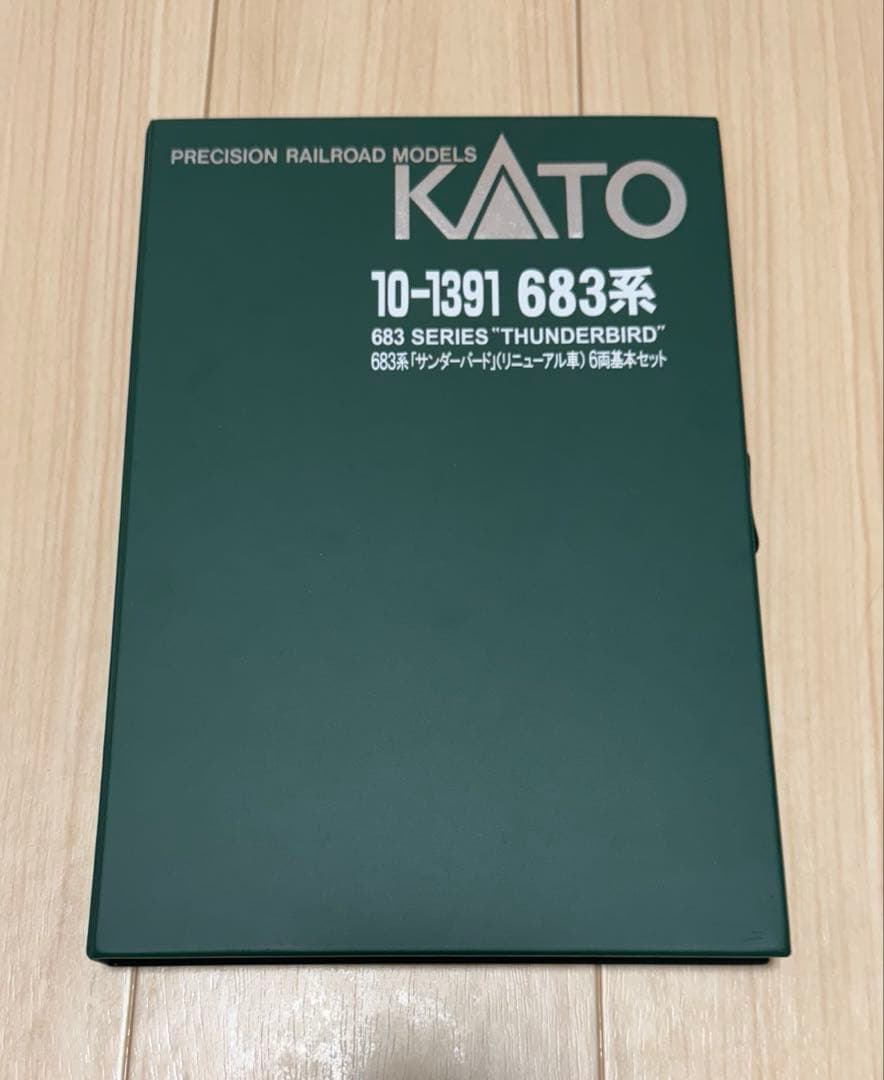 PRECISION RAILROAD MODELS
KATO
10-1391 683系
683 SERIES "THUNDERBIRD"
683系「サンダーバード」(リニューアル車) 6両基本セット